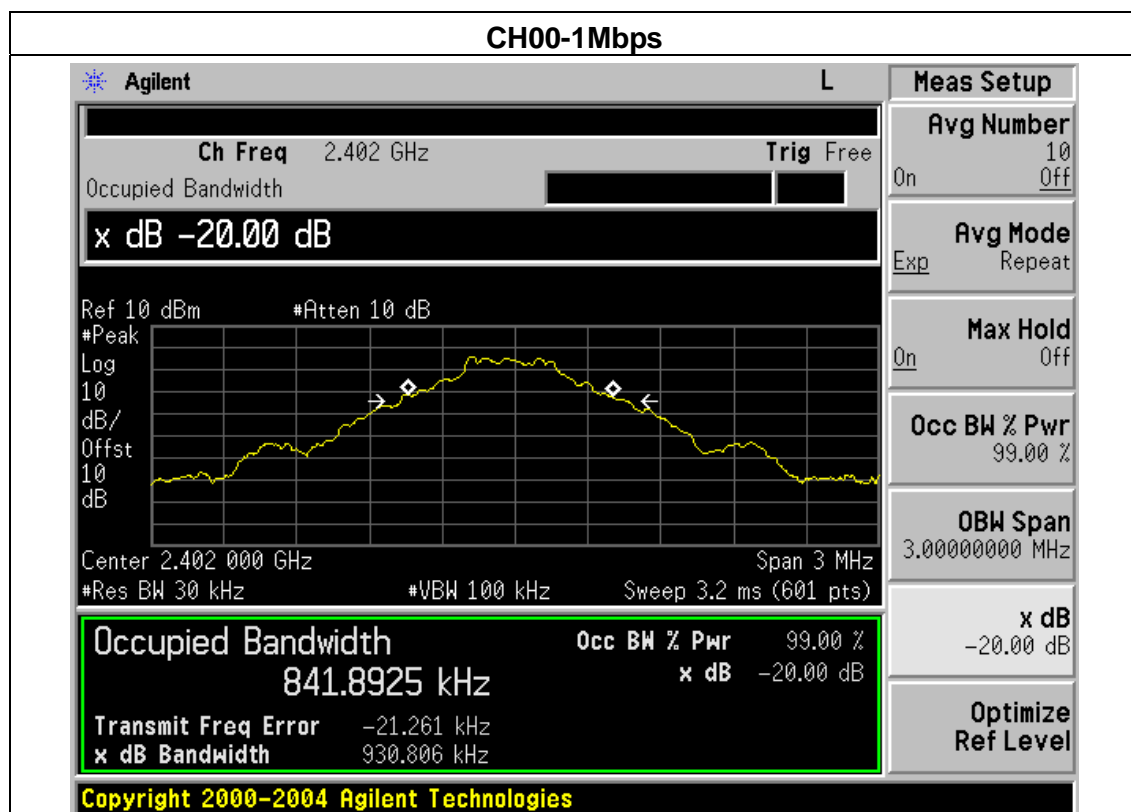 CH00-1Mbps
Agilent L
Ch Freq 2.402 GHz Trig Free
Occupied Bandwidth
x dB -20.00 dB
Ref 10 dBm #Atten 10 dB
#Peak
Log
10
dB/
Offst
10
dB
Center 2.402 000 GHz Span 3 MHz
#Res BW 30 kHz #VBW 100 kHz Sweep 3.2 ms (601 pts)
Occupied Bandwidth Occ BW % Pwr 99.00 %
841.8925 kHz x dB -20.00 dB
Transmit Freq Error -21.261 kHz
x dB Bandwidth 930.806 kHz
Copyright 2000-2004 Agilent Technologies
Meas Setup
Avg Number
10
On Off
Avg Mode
Exp Repeat
Max Hold
On Off
Occ BW % Pwr
99.00 %
OBW Span
3.00000000 MHz
x dB
-20.00 dB
Optimize
Ref Level